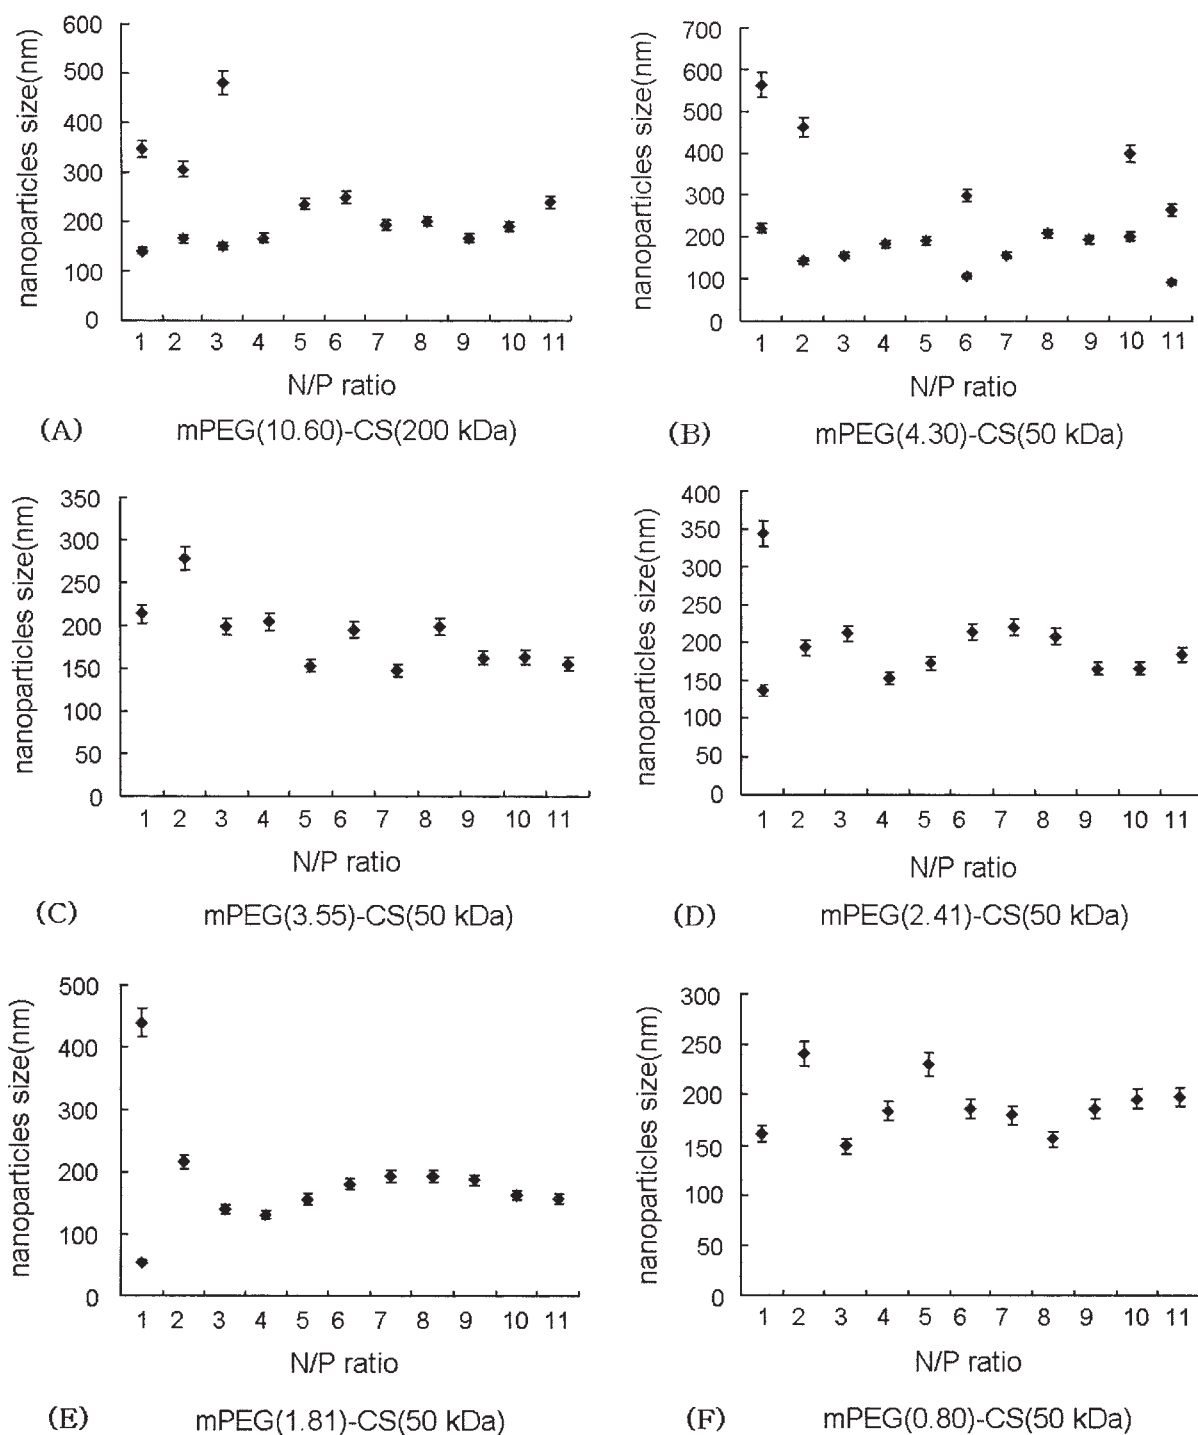 nanoparticles size(nm)
600
500
400
300
200
100
0
1 2 3 4 5 6 7 8 9 10 11
N/P ratio
(A) mPEG(10.60)-CS(200 kDa)
nanoparticles size(nm)
700
600
500
400
300
200
100
0
1 2 3 4 5 6 7 8 9 10 11
N/P ratio
(B) mPEG(4.30)-CS(50 kDa)
nanoparticles size(nm)
350
300
250
200
150
100
50
0
1 2 3 4 5 6 7 8 9 10 11
N/P ratio
(C) mPEG(3.55)-CS(50 kDa)
nanoparticles size(nm)
400
350
300
250
200
150
100
50
0
1 2 3 4 5 6 7 8 9 10 11
N/P ratio
(D) mPEG(2.41)-CS(50 kDa)
nanoparticles size(nm)
500
400
300
200
100
0
1 2 3 4 5 6 7 8 9 10 11
N/P ratio
(E) mPEG(1.81)-CS(50 kDa)
nanoparticles size(nm)
300
250
200
150
100
50
0
1 2 3 4 5 6 7 8 9 10 11
N/P ratio
(F) mPEG(0.80)-CS(50 kDa)